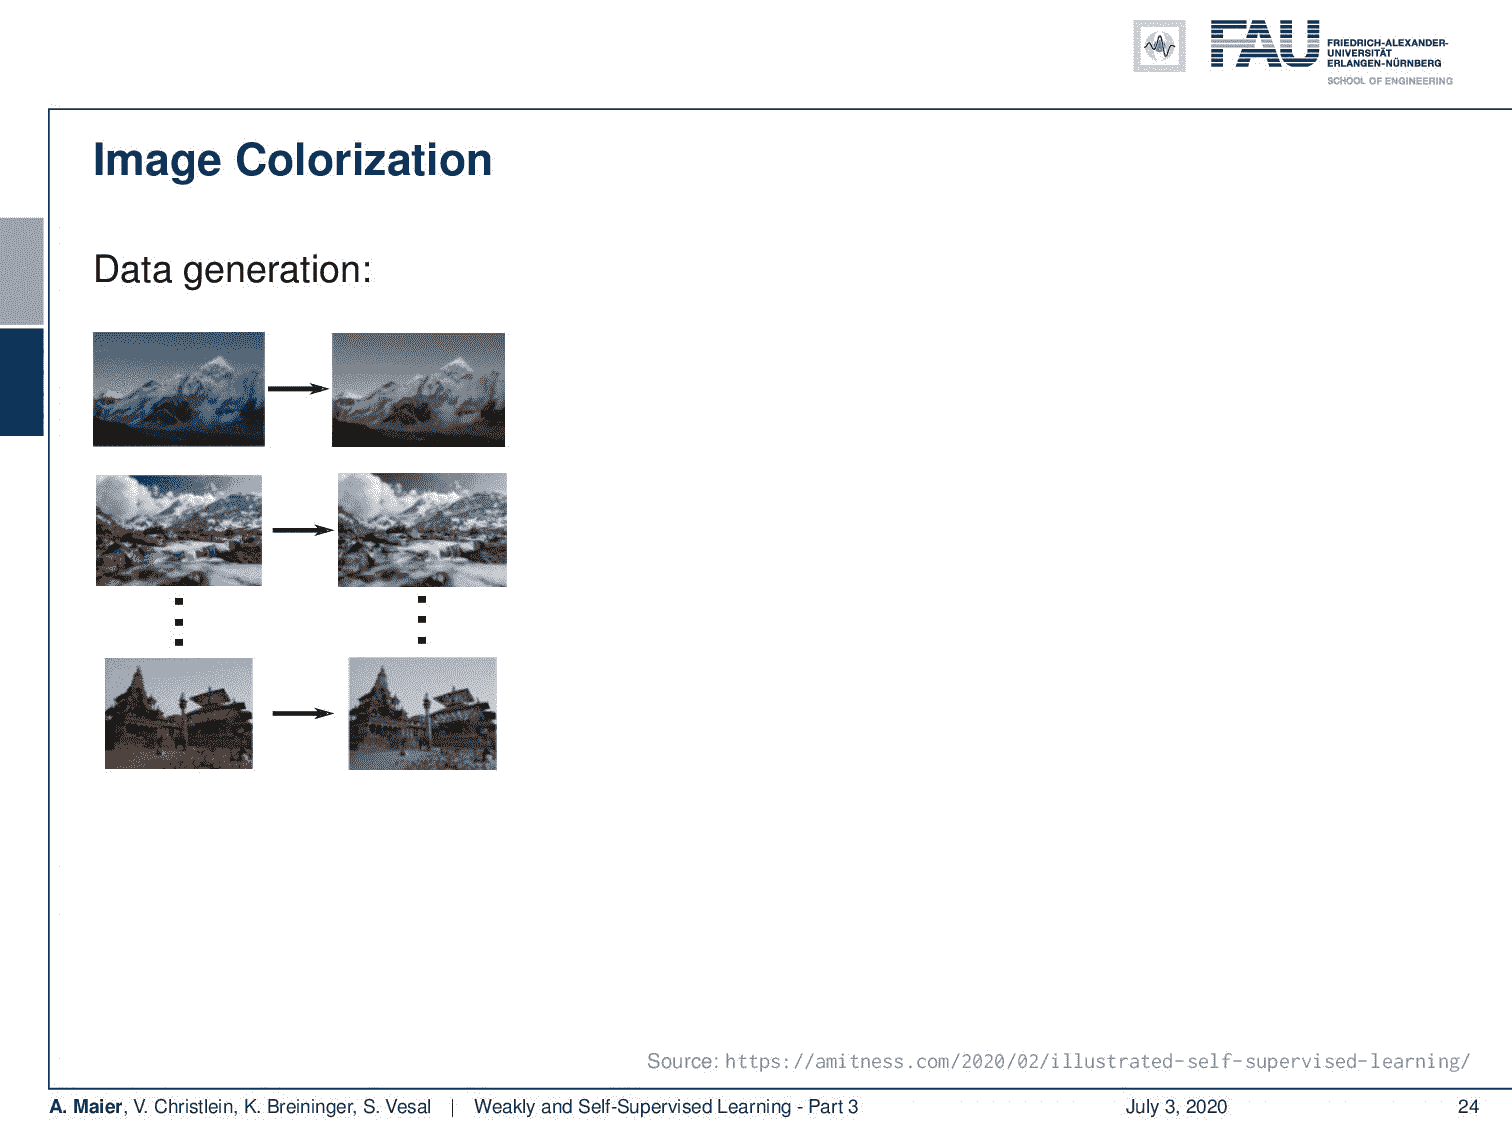 FAU
FRIEDRICH-ALEXANDER-
UNIVERSITÄT
ERLANGEN-NÜRNBERG
SCHOOL OF ENGINEERING
Image Colorization
Data generation:
Source: https://amitness.com/2020/02/illustrated-self-supervised-learning/
A. Maier, V. Christlein, K. Breininger, S. Vesal | Weakly and Self-Supervised Learning - Part 3 July 3, 2020 24